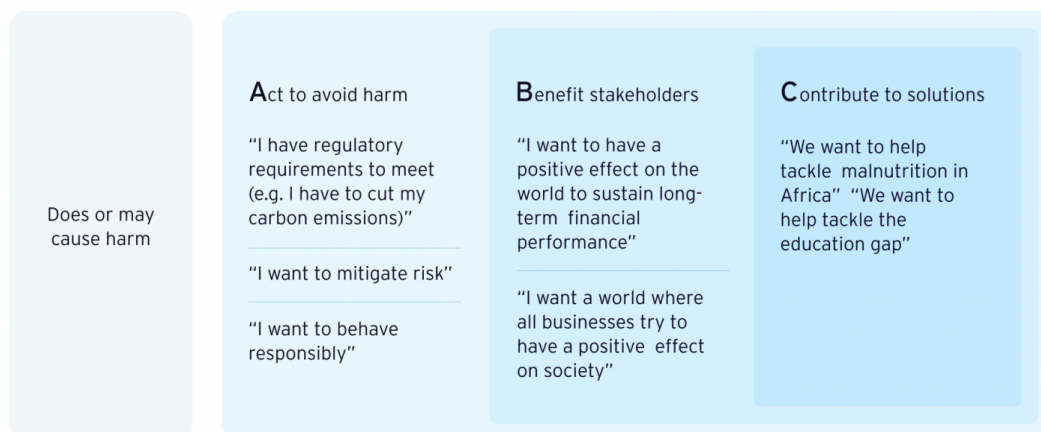 Does or may
cause harm
Act to avoid harm
“I have regulatory
requirements to meet
(e.g. I have to cut my
carbon emissions)”
“I want to mitigate risk”
“I want to behave
responsibly”
Benefit stakeholders
“I want to have a
positive effect on the
world to sustain long-
term financial
performance”
“I want a world where
all businesses try to
have a positive effect
on society”
Contribute to solutions
“We want to help
tackle malnutrition in
Africa” “We want to
help tackle the
education gap”